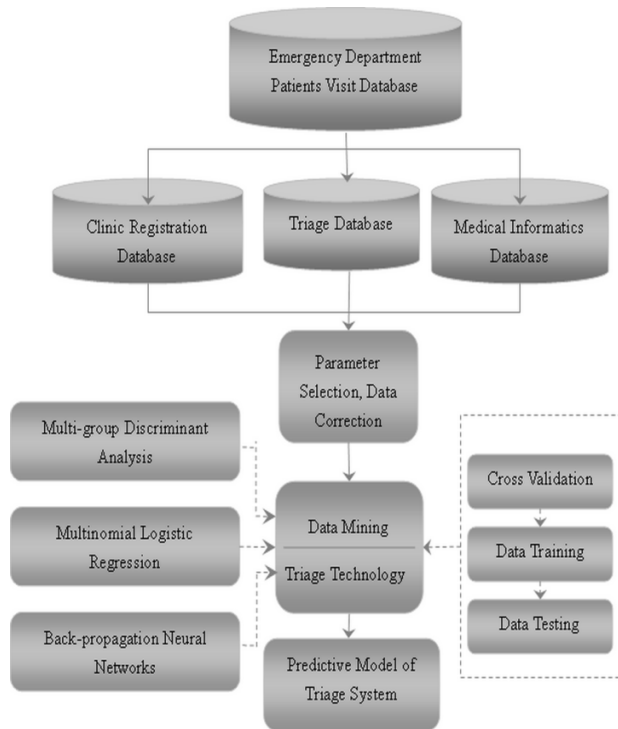 Emergency Department
Patients Visit Database
Clinic Registration
Database
Triage Database
Medical Informatics
Database
Parameter
Selection, Data
Correction
Multi-group Discriminant
Analysis
Multinomial Logistic
Regression
Back-propagation Neural
Networks
Data Mining
Triage Technology
Cross Validation
Data Training
Data Testing
Predictive Model of
Triage System